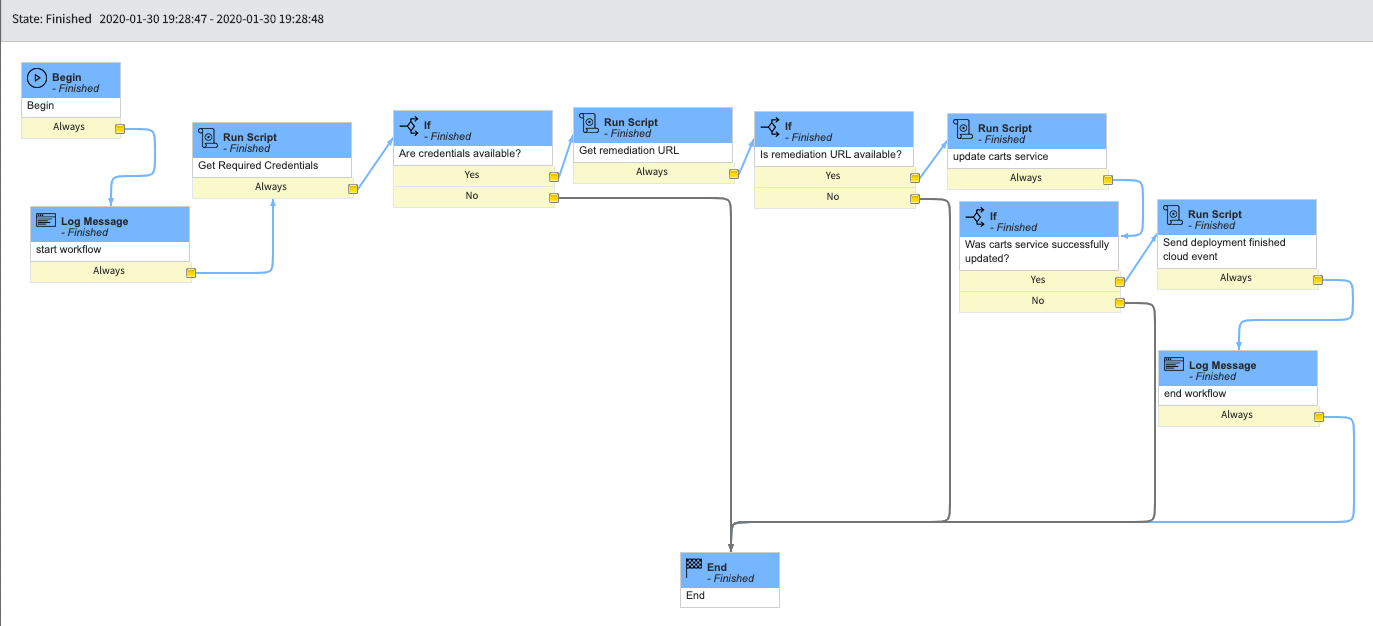 State: Finished 2020-01-30 19:28:47 - 2020-01-30 19:28:48
Begin
- Finished
Begin
Always
Log Message
- Finished
start workflow
Always
Run Script
- Finished
Get Required Credentials
Always
If
- Finished
Are credentials available?
Yes
No
Run Script
- Finished
Get remediation URL
Always
If
- Finished
Is remediation URL available?
Yes
No
Run Script
- Finished
update carts service
Always
If
- Finished
Was carts service successfully
updated?
Yes
No
Run Script
- Finished
Send deployment finished
cloud event
Always
Log Message
- Finished
end workflow
Always
End
- Finished
End